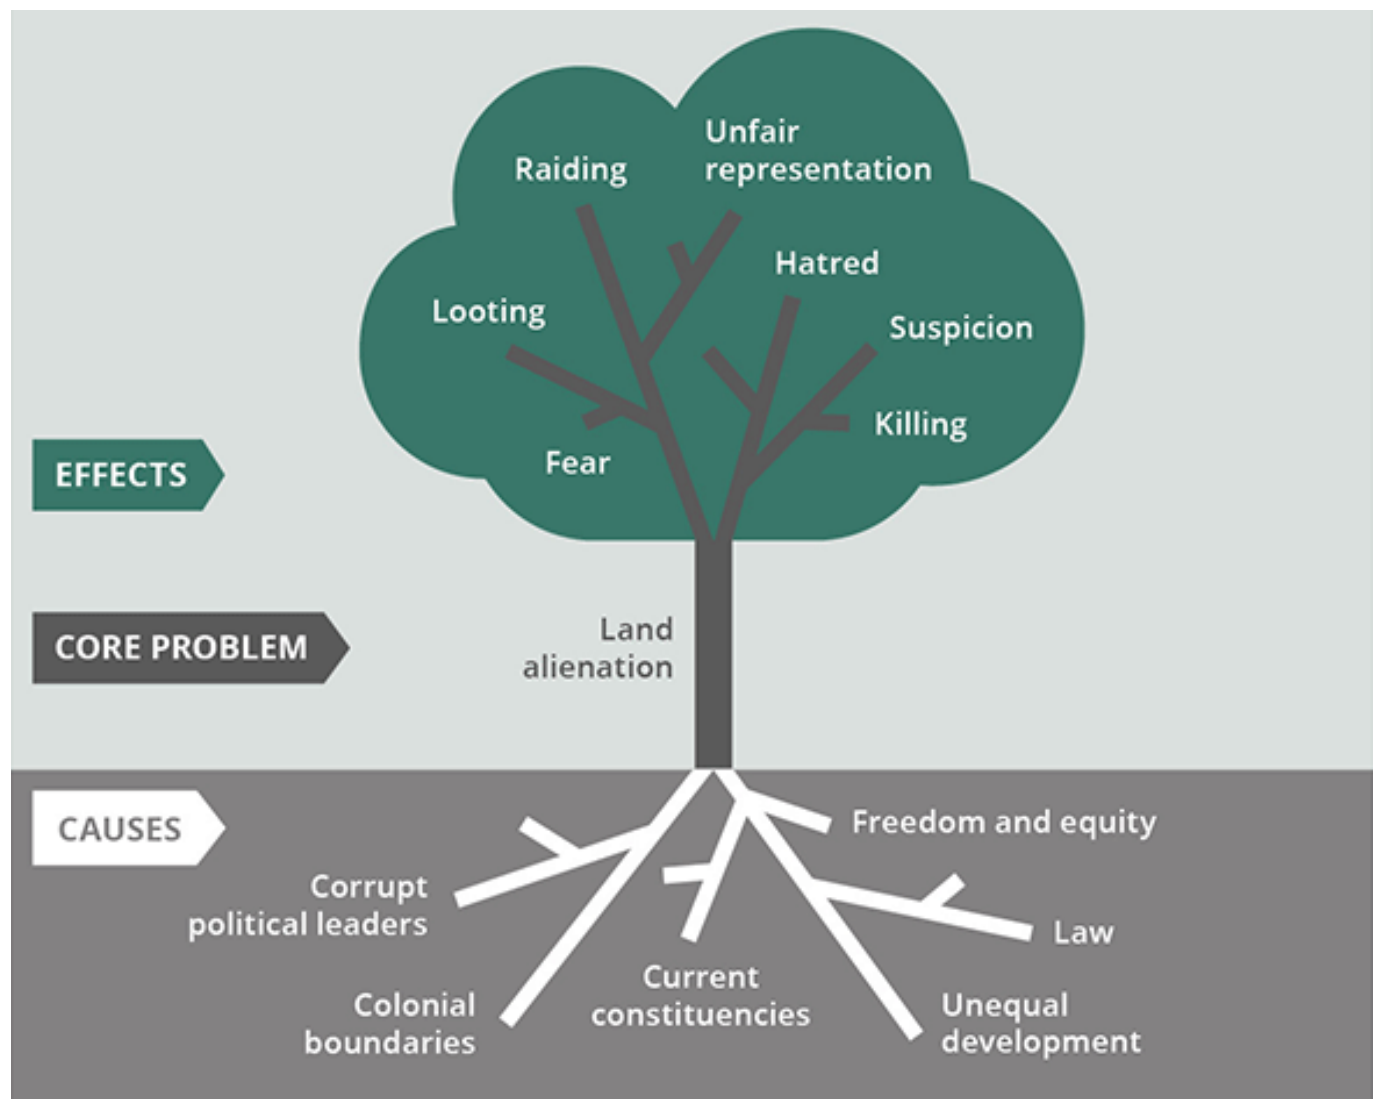 Unfair
representation
Raiding
Hatred
Looting
Suspicion
Killing
Fear
EFFECTS
Land
alienation
CORE PROBLEM
CAUSES
Freedom and equity
Corrupt
political leaders
Law
Current
constituencies
Colonial
boundaries
Unequal
development